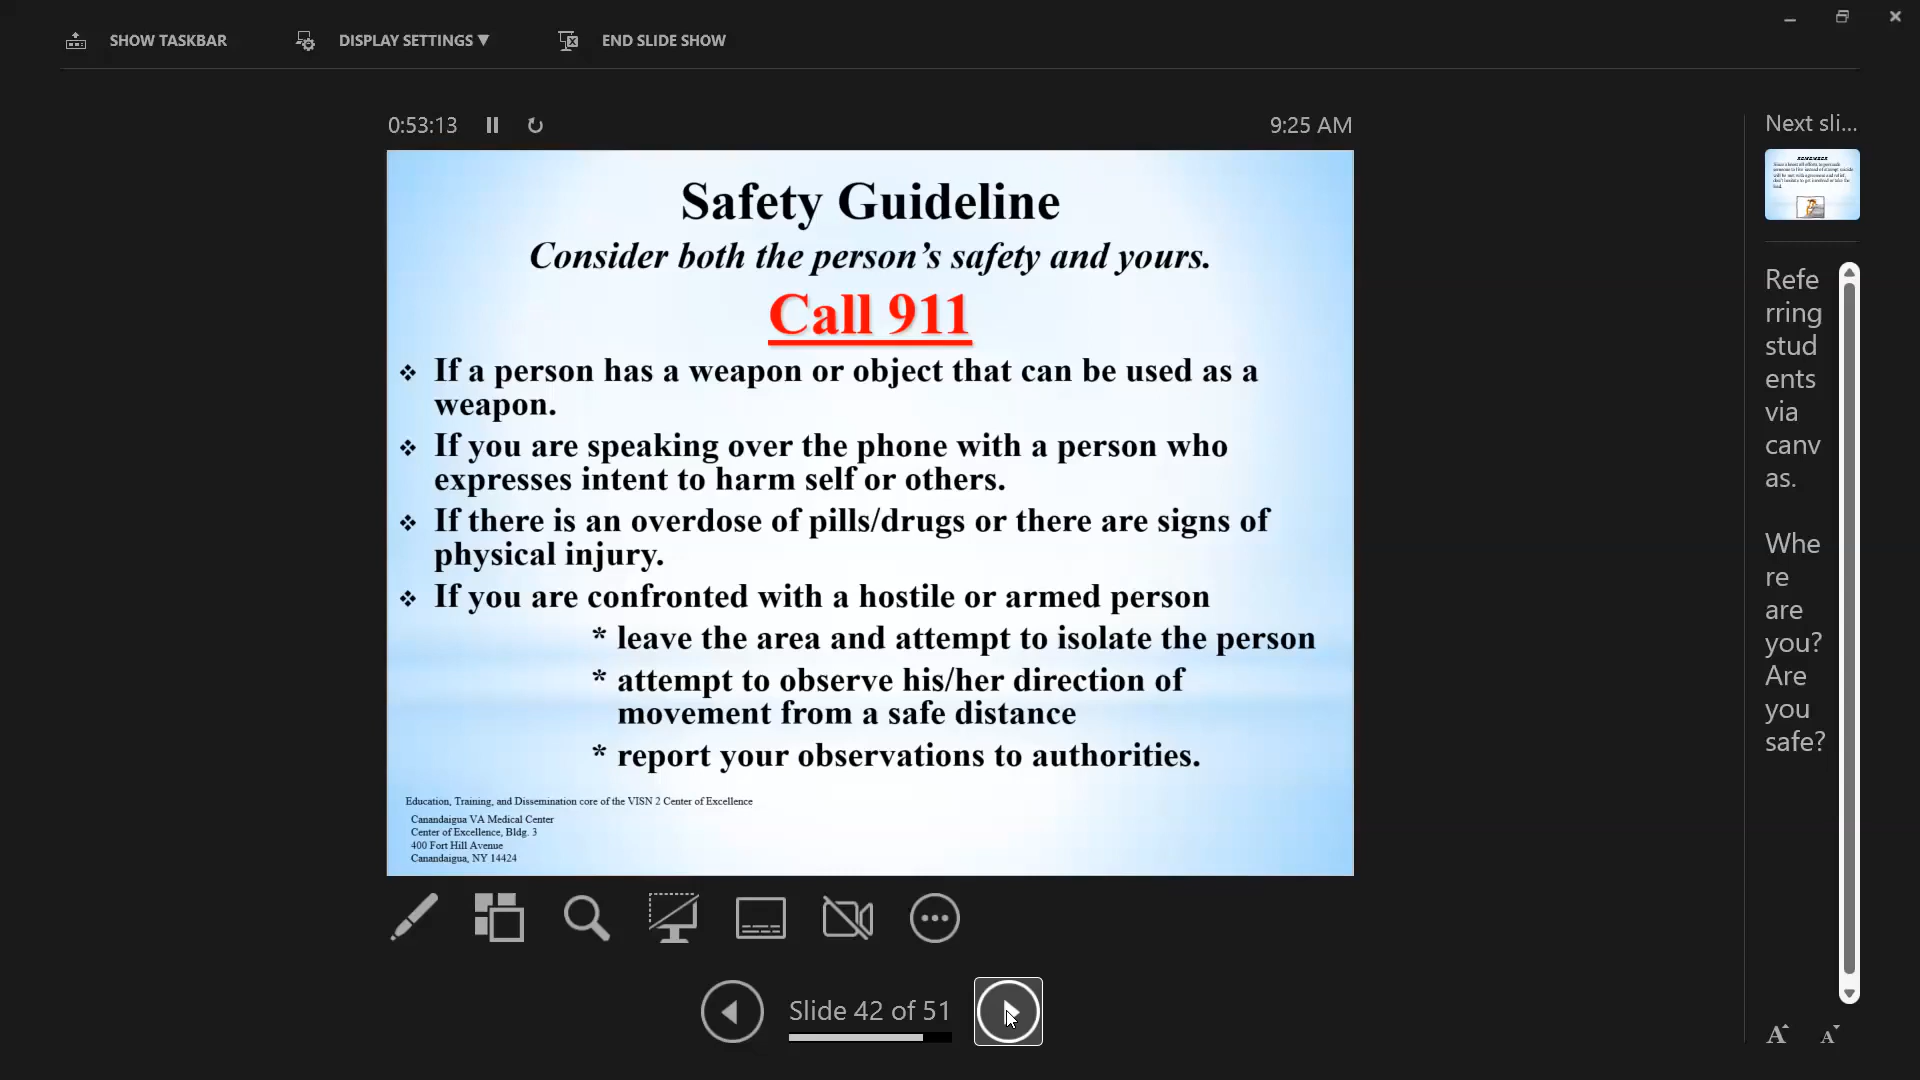 SHOW TASKBAR
DISPLAY SETTINGS ▼
END SLIDE SHOW
0:53:13
9:25 AM
Next sli...
Safety Guideline
Consider both the person's safety and yours.
Call 911
❖ If a person has a weapon or object that can be used as a
weapon.
❖ If you are speaking over the phone with a person who
expresses intent to harm self or others.
❖ If there is an overdose of pills/drugs or there are signs of
physical injury.
❖ If you are confronted with a hostile or armed person
* leave the area and attempt to isolate the person
* attempt to observe his/her direction of
movement from a safe distance
* report your observations to authorities.
Education, Training, and Dissemination core of the VISN 2 Center of Excellence
Canandaigua VA Medical Center
Center of Excellence, Bldg. 3
400 Fort Hill Avenue
Canandaigua, NY 14424
Slide 42 of 51
REMEMBER
Refe
rring
stud
ents
via
canv
as.
Whe
re
are
you?
Are
you
safe?
A A